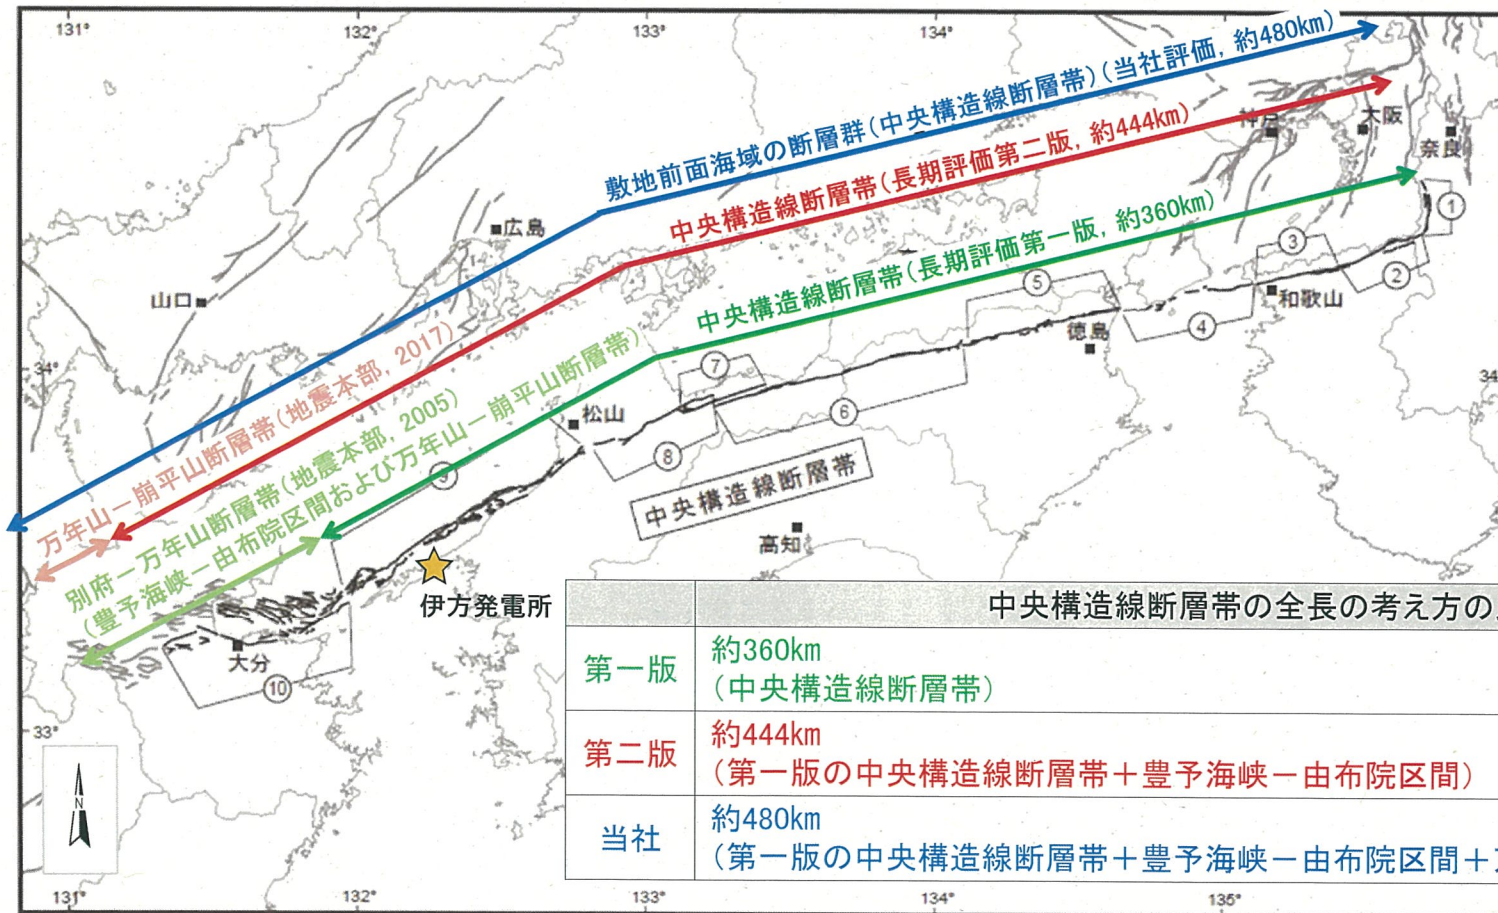 131°
132°
133°
134°
敷地前面海域の断層群(中央構造線断層帯)(当社評価, 約480km)
中央構造線断層帯(長期評価第二版, 約444km)
中央構造線断層帯(長期評価第一版, 約360km)
神戸
大阪
奈良
広島
山口
①
②
③
④
⑤
和歌山
徳島
34°
34
⑦
⑥
松山
⑧
⑨
中央構造線断層帯
高知
万年山-崩平山断層帯(地震本部, 2017)
別府-万年山断層帯(地震本部, 2005)
(豊予海峡-由布院区間および万年山-崩平山断層帯)
伊方発電所
大分
⑩
33°
N
中央構造線断層帯の全長の考え方の
第一版
約360km
(中央構造線断層帯)
第二版
約444km
(第一版の中央構造線断層帯+豊予海峡-由布院区間)
当社
約480km
(第一版の中央構造線断層帯+豊予海峡-由布院区間+
131°
132°
133°
134°
135°